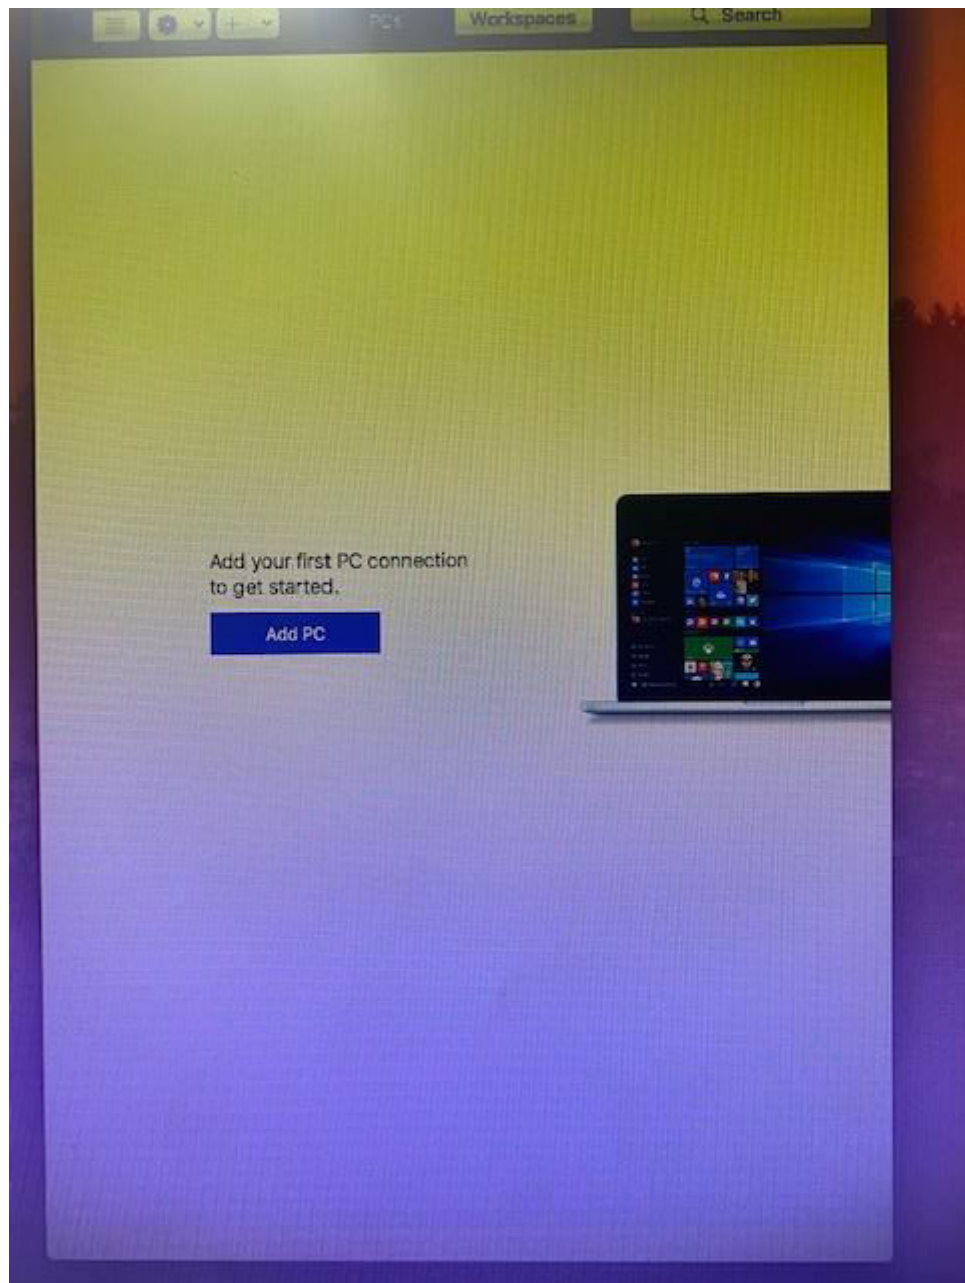 PCs
Workspaces
Search
Add your first PC connection
to get started.
Add PC